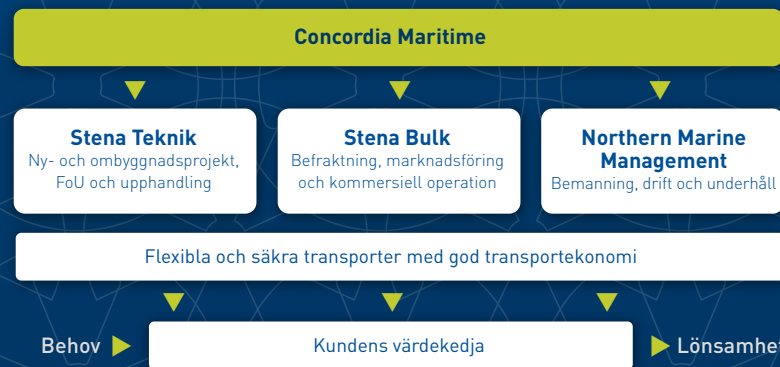 Concordia Maritime
Stena Teknik
Ny- och ombyggnadsprojekt,
FoU och upphandling
Stena Bulk
Befraktning, marknadsföring
och kommersiell operation
Northern Marine
Management
Bemanning, drift och underhåll
Flexibla och säkra transporter med god transportekonomi
Behov
Kundens värdekedja
Lönsamhet